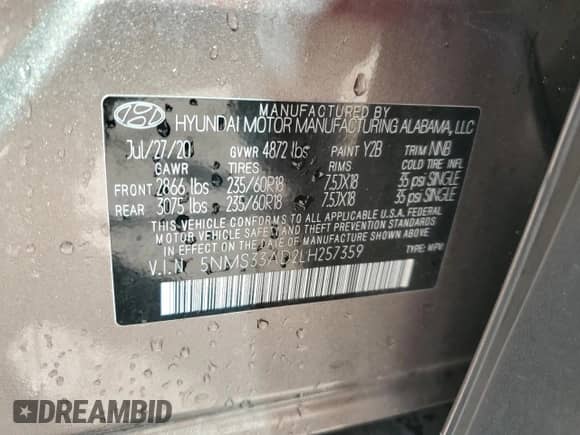 MANUFACTURED BY
HYUNDAI MOTOR MANUFACTURING ALABAMA, LLC
Jul/27/20 GVWR 4872 lbs PAINT Y2B TRIM NNB
GAWR TIRES RIMS COLD TIRE INFL
FRONT 2866 lbs 235/60R18 7.5JX18 35 psi SINGLE
REAR 3075 lbs 235/60R18 7.5JX18 35 psi SINGLE
THIS VEHICLE CONFORMS TO ALL APPLICABLE U.S.A. FEDERAL
MOTOR VEHICLE SAFETY AND THEFT PREVENTION STANDARDS
IN EFFECT ON THE DATE OF MANUFACTURE SHOWN ABOVE.
V.I.N. 5NMS33AD2LH257359 TYPE: MPV
DREAMBID